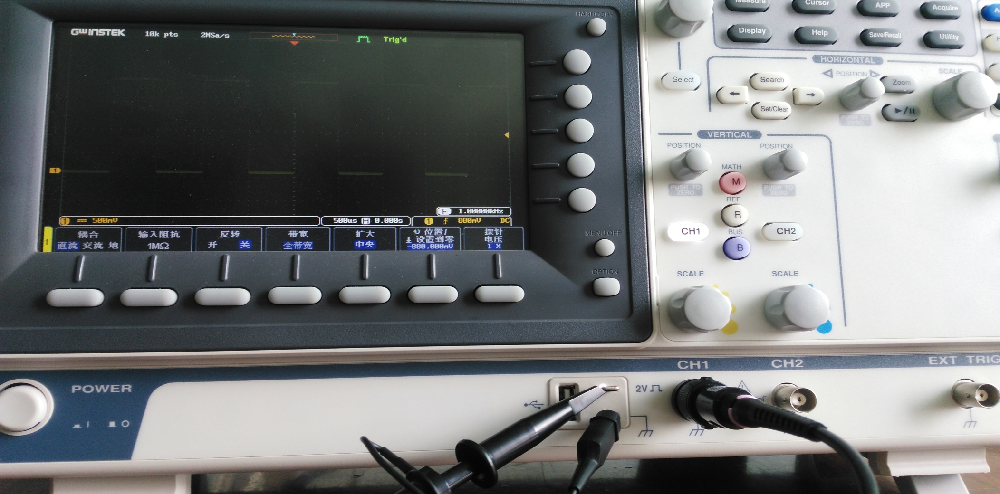 HARDCOPY
GWINSTEK 10k pts 2MSa/s Trig'd
1
F 1.00000kHz
1 500mV 500us H 0.000s 1 880mV DC
1
耦合
直流 交流 地
输入阻抗
1MΩ
反转
开 关
带宽
全带宽
扩大
中央
位置/
设置到零
-880.000mV
探针
电压
1 X
MENU OFF
OPTION
Measure Cursor APP Acquire
Display Help Save/Recall Utility
HORIZONTAL
Select
Search
POSITION
Zoom
SCALE
Set/Clear
PUSH TO
ZERO
VERTICAL
POSITION POSITION
MATH
M
PUSH TO
ZERO
PUSH TO
ZERO
REF
R
CH1 BUS CH2
B
SCALE SCALE
POWER
I O
2V
CH1 CH2 EXT TRIG